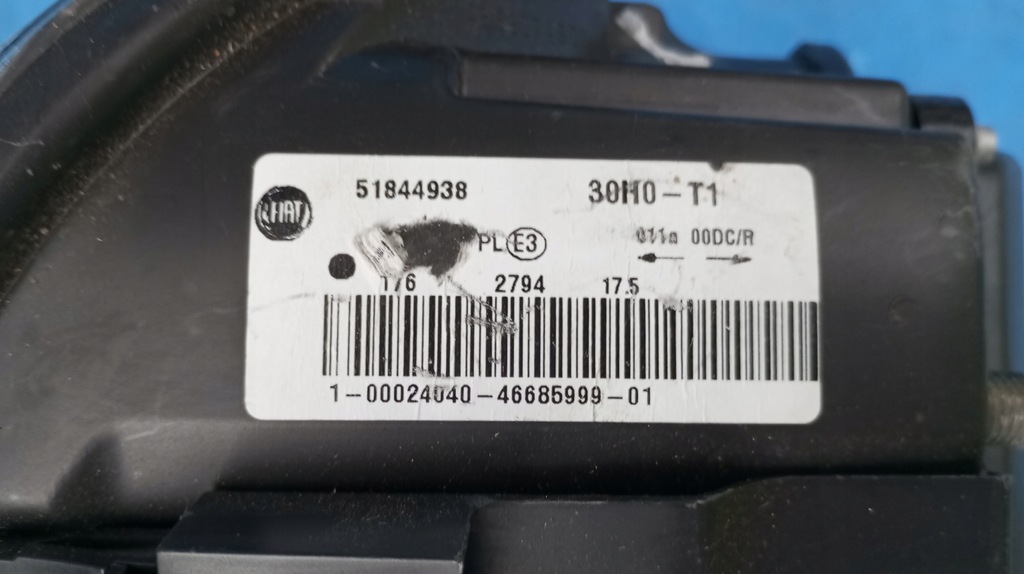 51844938 30H0-T1
FIAT
PL E3 011a 00DC/R
176 2794 17.5
1-00024040-46685999-01